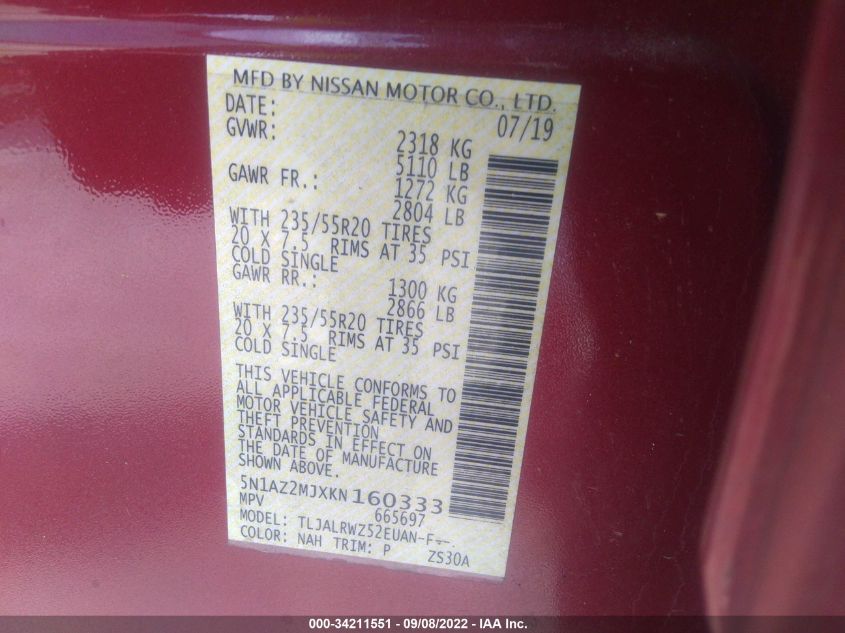 MFD BY NISSAN MOTOR CO., LTD.
DATE: 07/19
GVWR: 2318 KG
5110 LB
GAWR FR.: 1272 KG
2804 LB
WITH 235/55R20 TIRES
20 X 7.5 RIMS AT 35 PSI
COLD SINGLE
GAWR RR.: 1300 KG
2866 LB
WITH 235/55R20 TIRES
20 X 7.5 RIMS AT 35 PSI
COLD SINGLE
THIS VEHICLE CONFORMS TO
ALL APPLICABLE FEDERAL
MOTOR VEHICLE SAFETY AND
THEFT PREVENTION
STANDARDS IN EFFECT ON
THE DATE OF MANUFACTURE
SHOWN ABOVE.
5N1AZ2MJXKN160333
MPV 665697
MODEL: TLJALRWZ52EUAN-F--
COLOR: NAH TRIM: P ZS30A
000-34211551 - 09/08/2022 - IAA Inc.